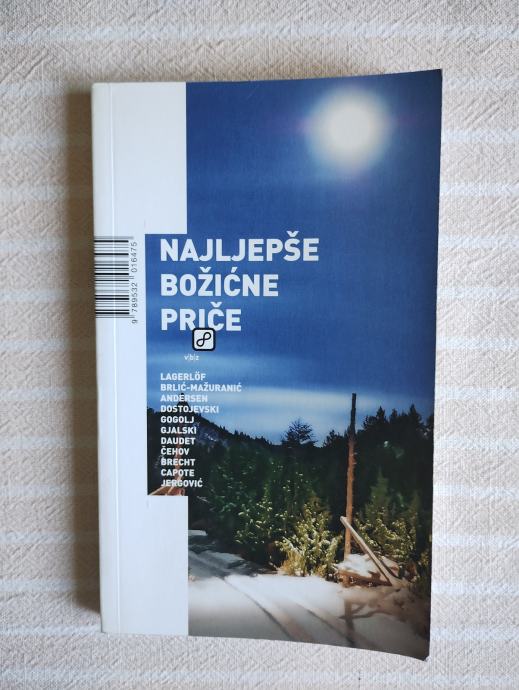 NAJLJEPŠE
BOŽIĆNE
PRIČE
v|b|z
LAGERLÖF
BRLIĆ-MAŽURANIĆ
ANDERSEN
DOSTOJEVSKI
GOGOLJ
GJALSKI
DAUDET
ČEHOV
BRECHT
CAPOTE
JERGOVIĆ
9 789532 016475